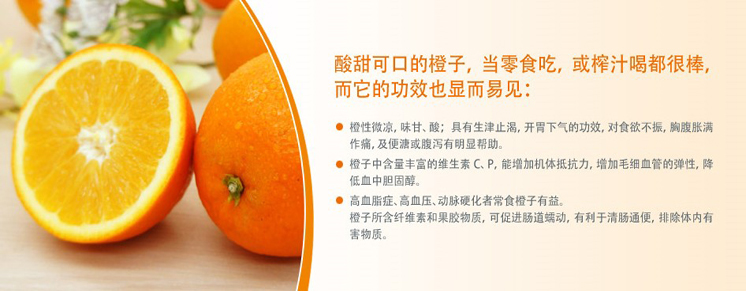 酸甜可口的橙子, 当零食吃, 或榨汁喝都很棒,
而它的功效也显而易见:
橙性微凉, 味甘、酸; 具有生津止渴, 开胃下气的功效, 对食欲不振, 胸腹胀满
作痛, 及便溏或腹泻有明显帮助。
橙子中含量丰富的维生素 C、P, 能增加机体抵抗力, 增加毛细血管的弹性, 降
低血中胆固醇。
高血脂症、高血压、动脉硬化者常食橙子有益。
橙子所含纤维素和果胶物质, 可促进肠道蠕动, 有利于清肠通便, 排除体内有
害物质。